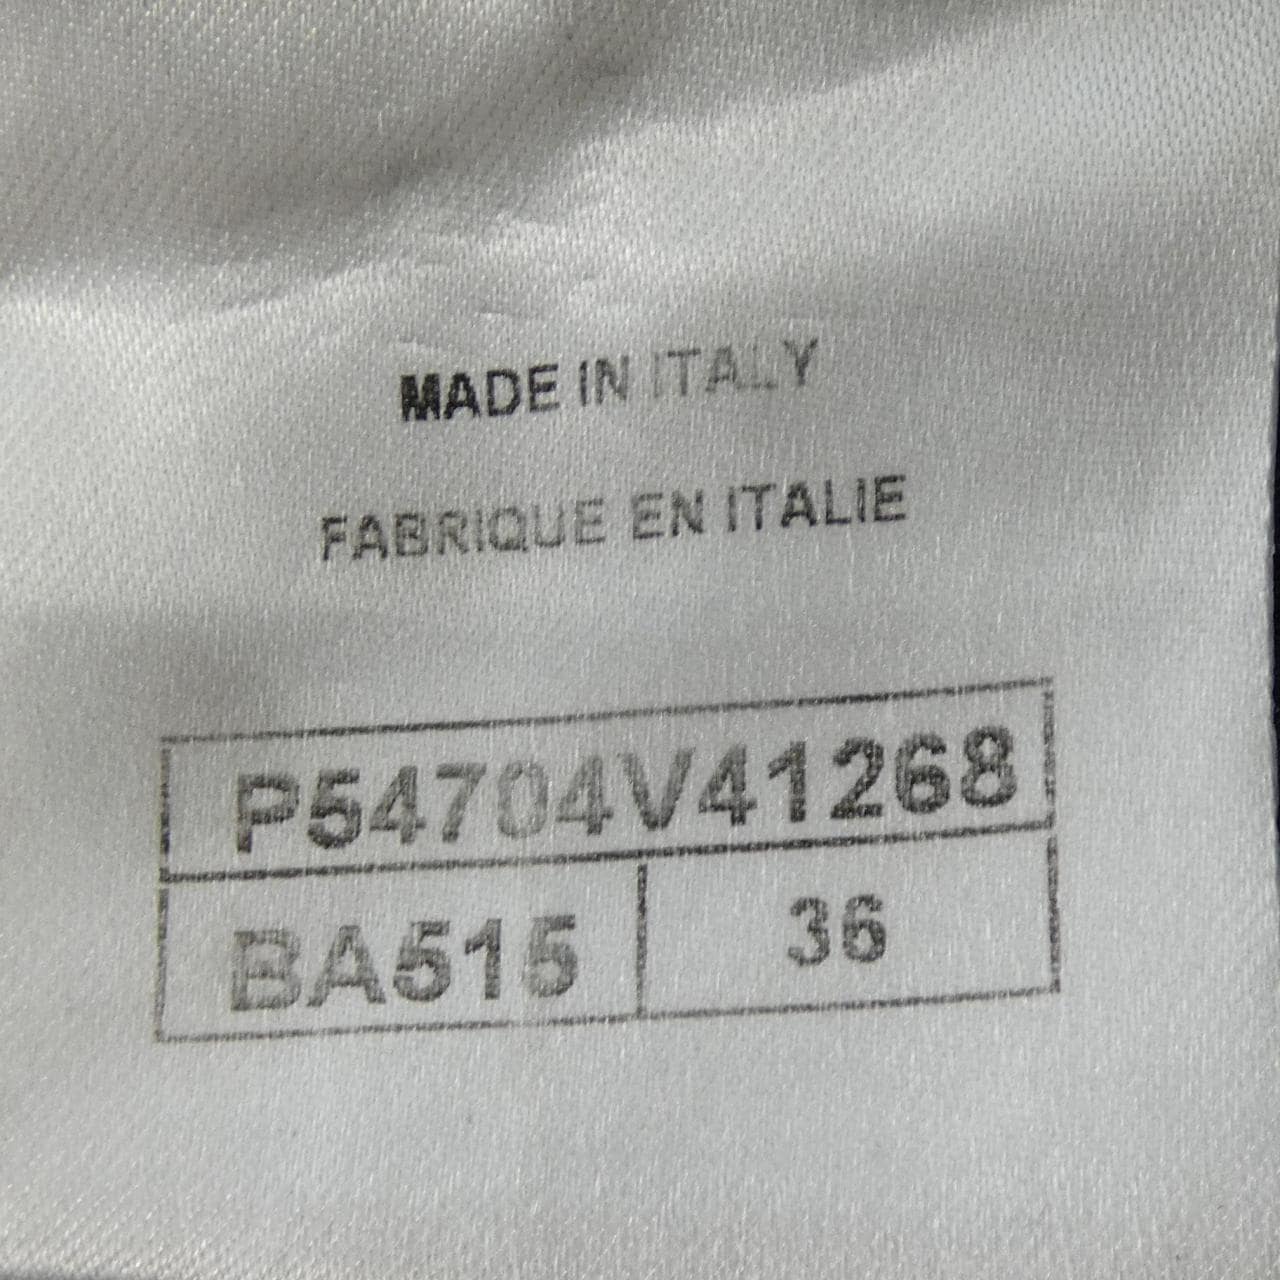 MADE IN ITALY
FABRIQUE EN ITALIE
P54704V41268
BA515 36